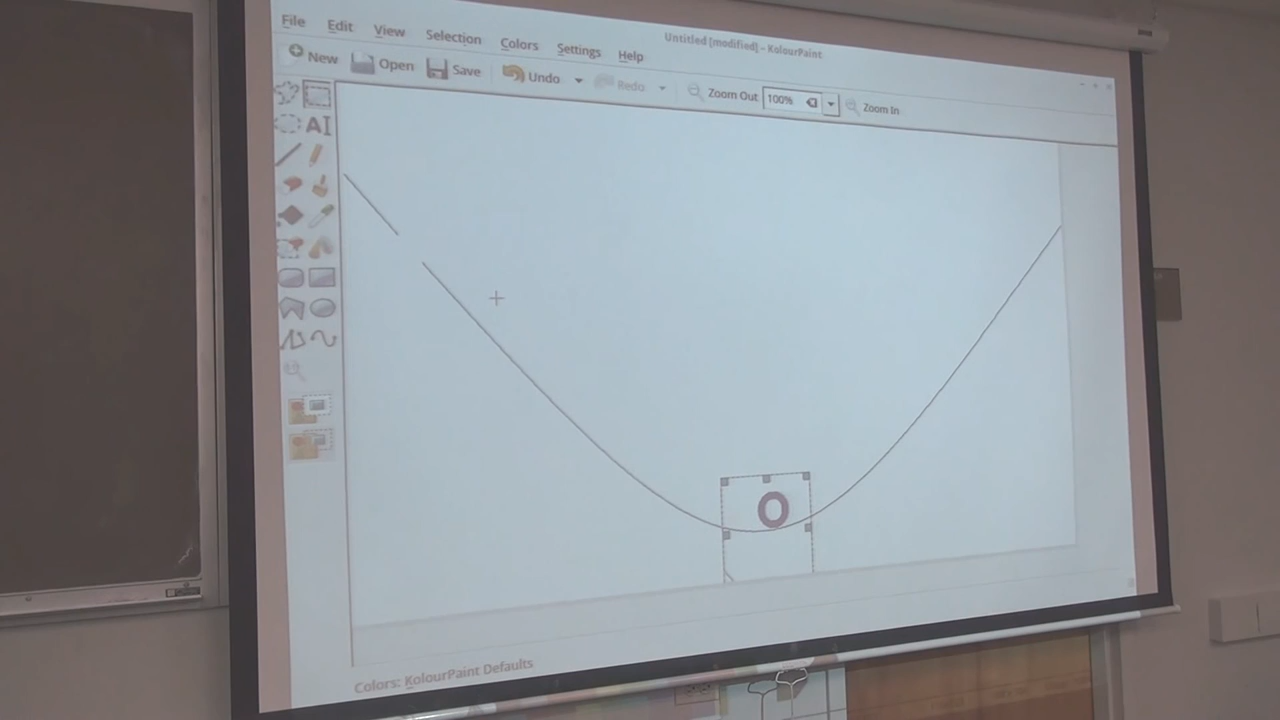 Untitled [modified] - KolourPaint
File Edit View Selection Colors Settings Help
New Open Save Undo Redo Zoom Out 100% Zoom In
AI
O
Colors: KolourPaint Defaults